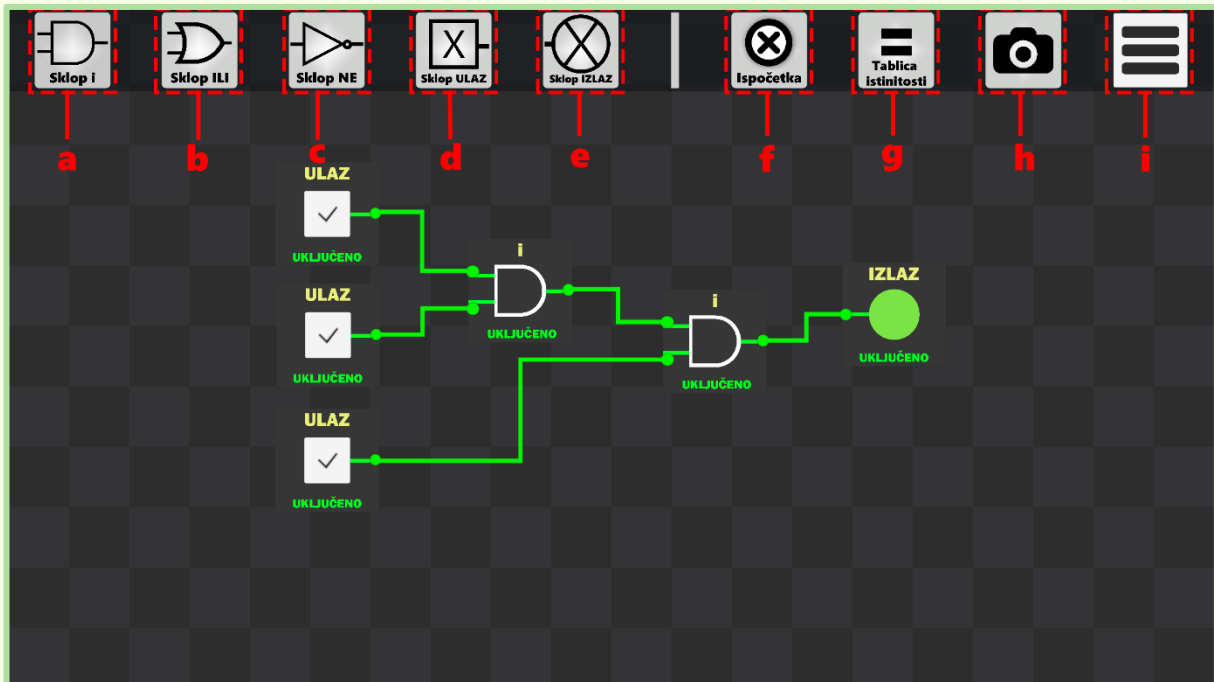 Sklop i
Sklop ILI
Sklop NE
X
Sklop ULAZ
Sklop IZLAZ
Ispočetka
Tablica
istinitosti
a
b
c
d
e
f
g
h
i
ULAZ
UKLJUČENO
i
UKLJUČENO
ULAZ
UKLJUČENO
i
UKLJUČENO
IZLAZ
UKLJUČENO
ULAZ
UKLJUČENO